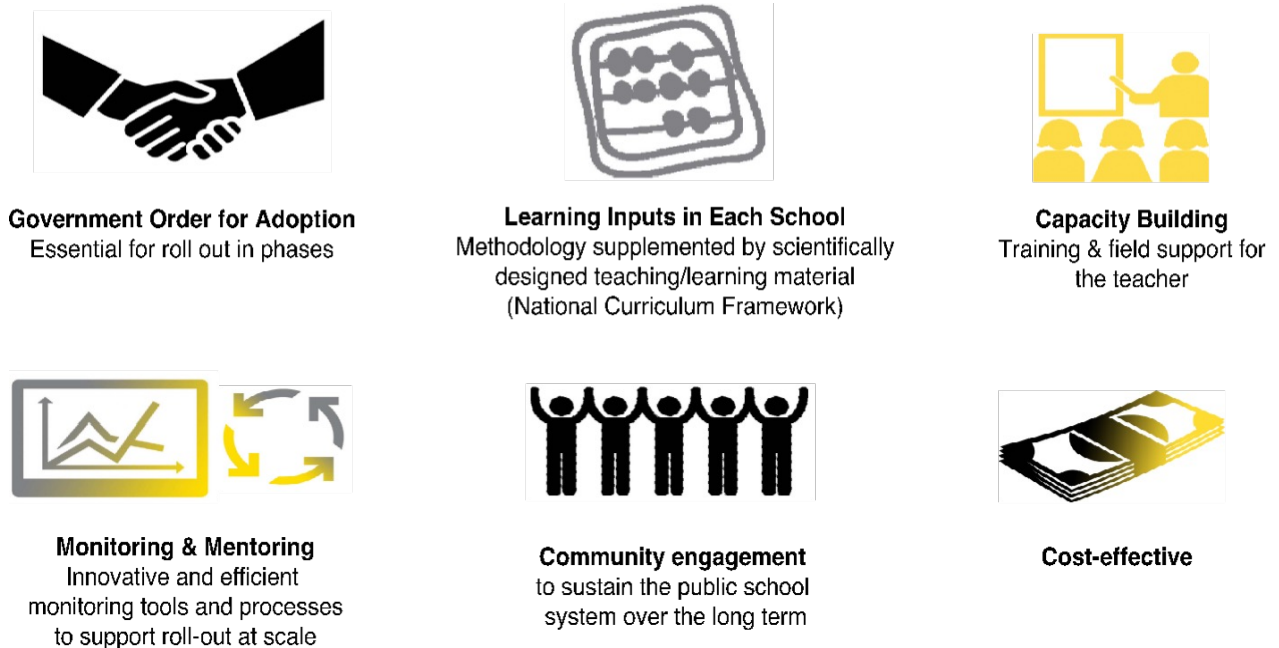 Government Order for Adoption
Essential for roll out in phases
Learning Inputs in Each School
Methodology supplemented by scientifically
designed teaching/learning material
(National Curriculum Framework)
Capacity Building
Training & field support for
the teacher
Monitoring & Mentoring
Innovative and efficient
monitoring tools and processes
to support roll-out at scale
Community engagement
to sustain the public school
system over the long term
Cost-effective